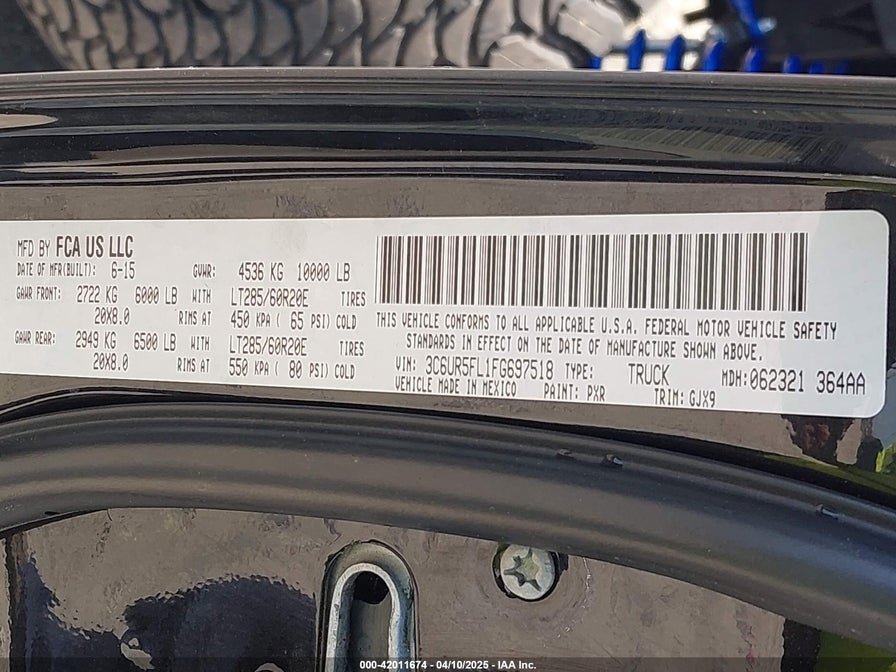 MFD BY FCA US LLC
DATE OF MFR(BUILT): 6-15 GVWR: 4536 KG 10000 LB
GAWR FRONT: 2722 KG 6000 LB WITH LT285/60R20E TIRES
20X8.0 RIMS AT 450 KPA ( 65 PSI) COLD
GAWR REAR: 2949 KG 6500 LB WITH LT285/60R20E TIRES
20X8.0 RIMS AT 550 KPA ( 80 PSI) COLD
THIS VEHICLE CONFORMS TO ALL APPLICABLE U.S.A. FEDERAL MOTOR VEHICLE SAFETY
STANDARDS IN EFFECT ON THE DATE OF MANUFACTURE SHOWN ABOVE.
VIN: 3C6UR5FL1FG697518 TYPE: TRUCK MDH:062321 364AA
VEHICLE MADE IN MEXICO PAINT: PXR TRIM: GJX9
000-42011674 — 04/10/2025 — IAA Inc.